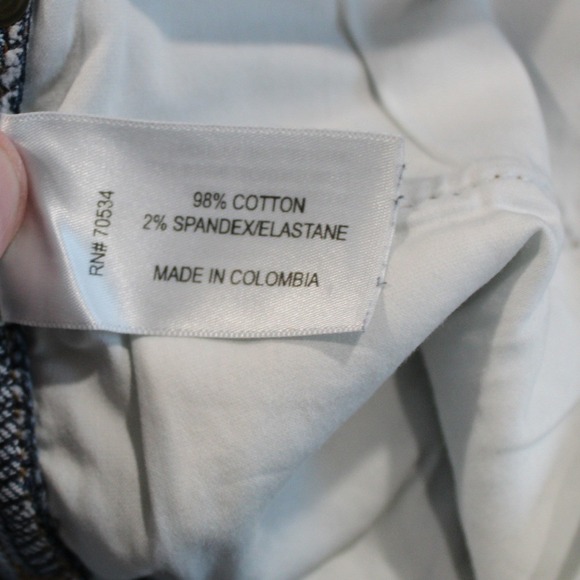 98% COTTON
2% SPANDEX/ELASTANE
MADE IN COLOMBIA
RN# 70534